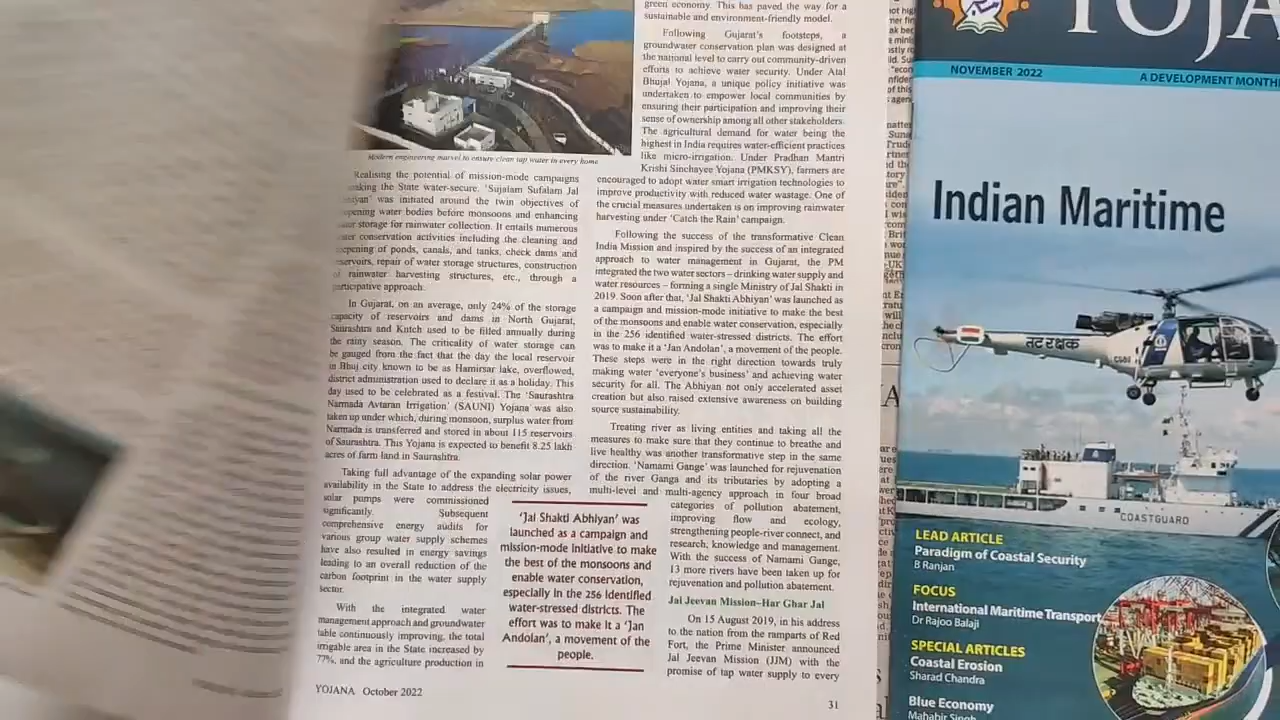 green economy. This has paved the way for a
sustainable and environment-friendly model.
Following Gujarat's footsteps, a
groundwater conservation plan was designed at
the national level to carry out community-driven
efforts to achieve water security. Under Atal
Bhujal Yojana, a unique policy initiative was
undertaken to empower local communities by
ensuring their participation and improving their
sense of ownership among all other stakeholders.
The agricultural demand for water being the
highest in India requires water-efficient practices
like micro-irrigation. Under Pradhan Mantri
Krishi Sinchayee Yojana (PMKSY), farmers are
encouraged to adopt water smart irrigation technologies to
improve productivity with reduced water wastage. One of
the crucial measures undertaken is on improving rainwater
harvesting under 'Catch the Rain' campaign.
Following the success of the transformative Clean
India Mission and inspired by the success of an integrated
approach to water management in Gujarat, the PM
integrated the two water sectors – drinking water supply and
water resources – forming a single Ministry of Jal Shakti in
2019. Soon after that, 'Jal Shakti Abhiyan' was launched as
a campaign and mission-mode initiative to make the best
of the monsoons and enable water conservation, especially
in the 256 identified water-stressed districts. The effort
was to make it a 'Jan Andolan', a movement of the people.
These steps were in the right direction towards truly
making water 'everyone's business' and achieving water
security for all. The Abhiyan not only accelerated asset
creation but also raised extensive awareness on building
source sustainability.
Treating river as living entities and taking all the
measures to make sure that they continue to breathe and
live healthy was another transformative step in the same
direction. 'Namami Gange' was launched for rejuvenation
of the river Ganga and its tributaries by adopting a
multi-level and multi-agency approach in four broad
categories of pollution abatement,
improving flow and ecology,
strengthening people-river connect, and
research, knowledge and management.
With the success of Namami Gange,
13 more rivers have been taken up for
rejuvenation and pollution abatement.
Jal Jeevan Mission–Har Ghar Jal
On 15 August 2019, in his address
to the nation from the ramparts of Red
Fort, the Prime Minister announced
Jal Jeevan Mission (JJM) with the
promise of tap water supply to every
Modern engineering marvel to ensure clean tap water in every home
Realising the potential of mission-mode campaigns
making the State water-secure, 'Sujalam Sufalam Jal
was initiated around the twin objectives of
water bodies before monsoons and enhancing
storage for rainwater collection. It entails numerous
conservation activities including the cleaning and
of ponds, canals, and tanks, check dams and
reservoirs, repair of water storage structures, construction
of rainwater harvesting structures, etc., through a
participative approach.
In Gujarat, on an average, only 24% of the storage
capacity of reservoirs and dams in North Gujarat,
Saurashtra and Kutch used to be filled annually during
the rainy season. The criticality of water storage can
be gauged from the fact that the day the local reservoir
in Bhuj city known to be as Hamirsar lake, overflowed,
district administration used to declare it as a holiday. This
day used to be celebrated as a festival. The 'Saurashtra
Narmada Avtaran Irrigation' (SAUNI) Yojana' was also
taken up under which, during monsoon, surplus water from
Narmada is transferred and stored in about 115 reservoirs
of Saurashtra. This Yojana is expected to benefit 8.25 lakh
acres of farm land in Saurashtra.
Taking full advantage of the expanding solar power
availability in the State to address the electricity issues,
solar pumps were commissioned
significantly. Subsequent
comprehensive energy audits for
various group water supply schemes
have also resulted in energy savings
leading to an overall reduction of the
carbon footprint in the water supply
sector.
With the integrated water
management approach and groundwater
table continuously improving, the total
irrigable area in the State increased by
77%, and the agriculture production in
'Jal Shakti Abhiyan' was
launched as a campaign and
mission-mode initiative to make
the best of the monsoons and
enable water conservation,
especially in the 256 identified
water-stressed districts. The
effort was to make it a 'Jan
Andolan', a movement of the
people.
YOJANA October 2022
31
YOJA
NOVEMBER 2022
A DEVELOPMENT MONTH
Indian Maritime
तट रक्षक
COASTGUARD
LEAD ARTICLE
Paradigm of Coastal Security
B Ranjan
FOCUS
International Maritime Transport
Dr Rajoo Balaji
SPECIAL ARTICLES
Coastal Erosion
Sharad Chandra
Blue Economy
Mahabir Singh